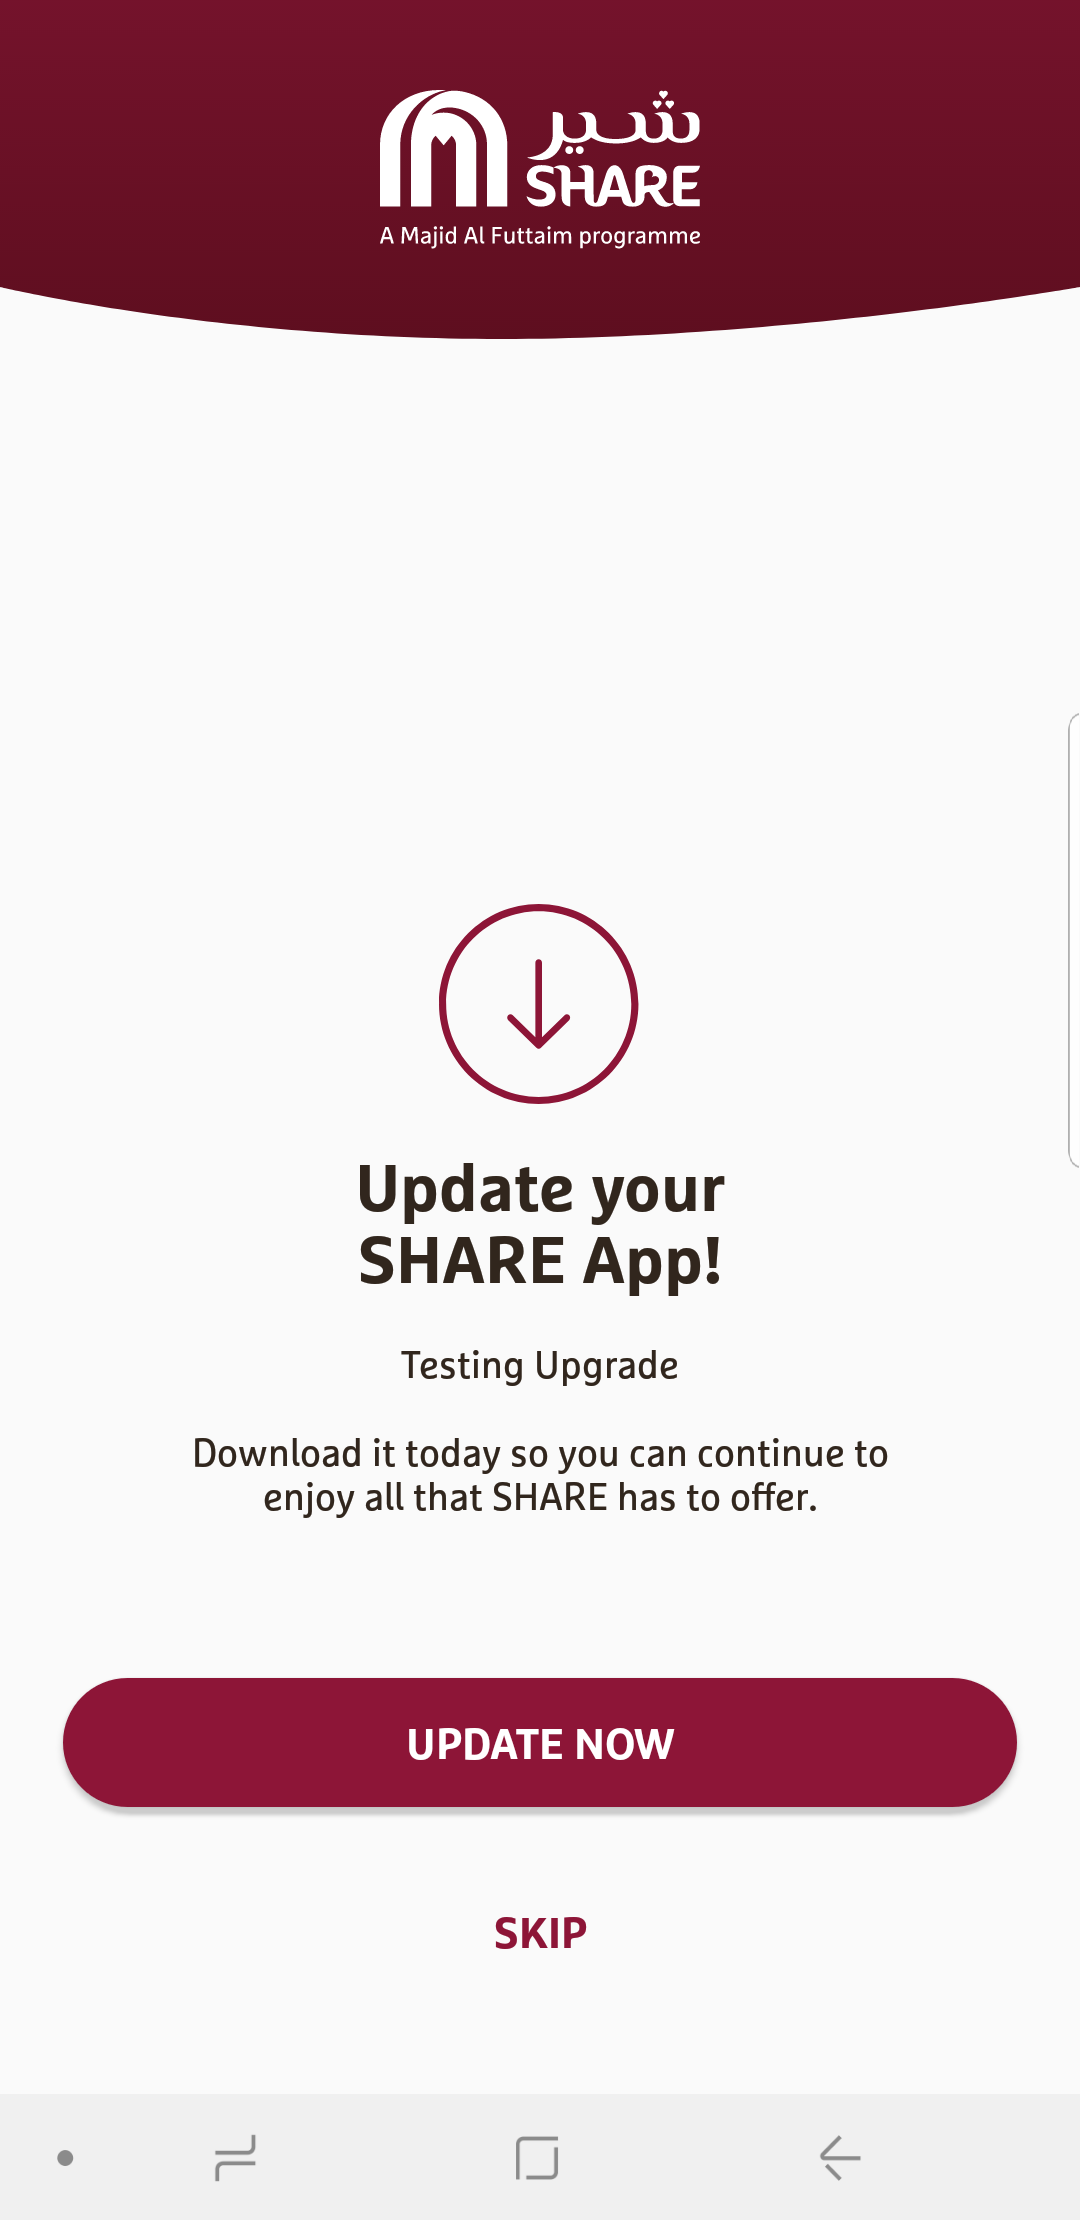 شير
SHARE
A Majid Al Futtaim programme
Update your
SHARE App!
Testing Upgrade
Download it today so you can continue to
enjoy all that SHARE has to offer.
UPDATE NOW
SKIP